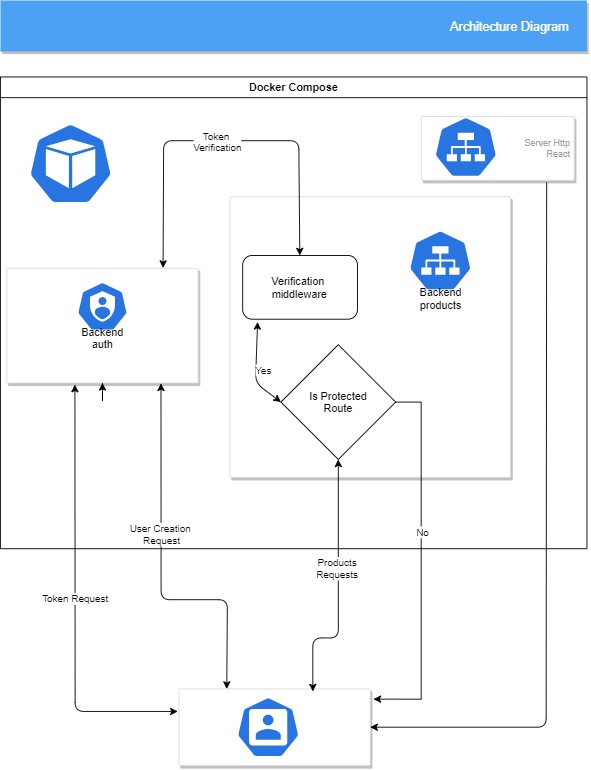 Architecture Diagram
Docker Compose
Token
Verification
Server Http
React
Verification
middleware
Backend
products
Backend
auth
Yes
Is Protected
Route
User Creation
Request
No
Products
Requests
Token Request